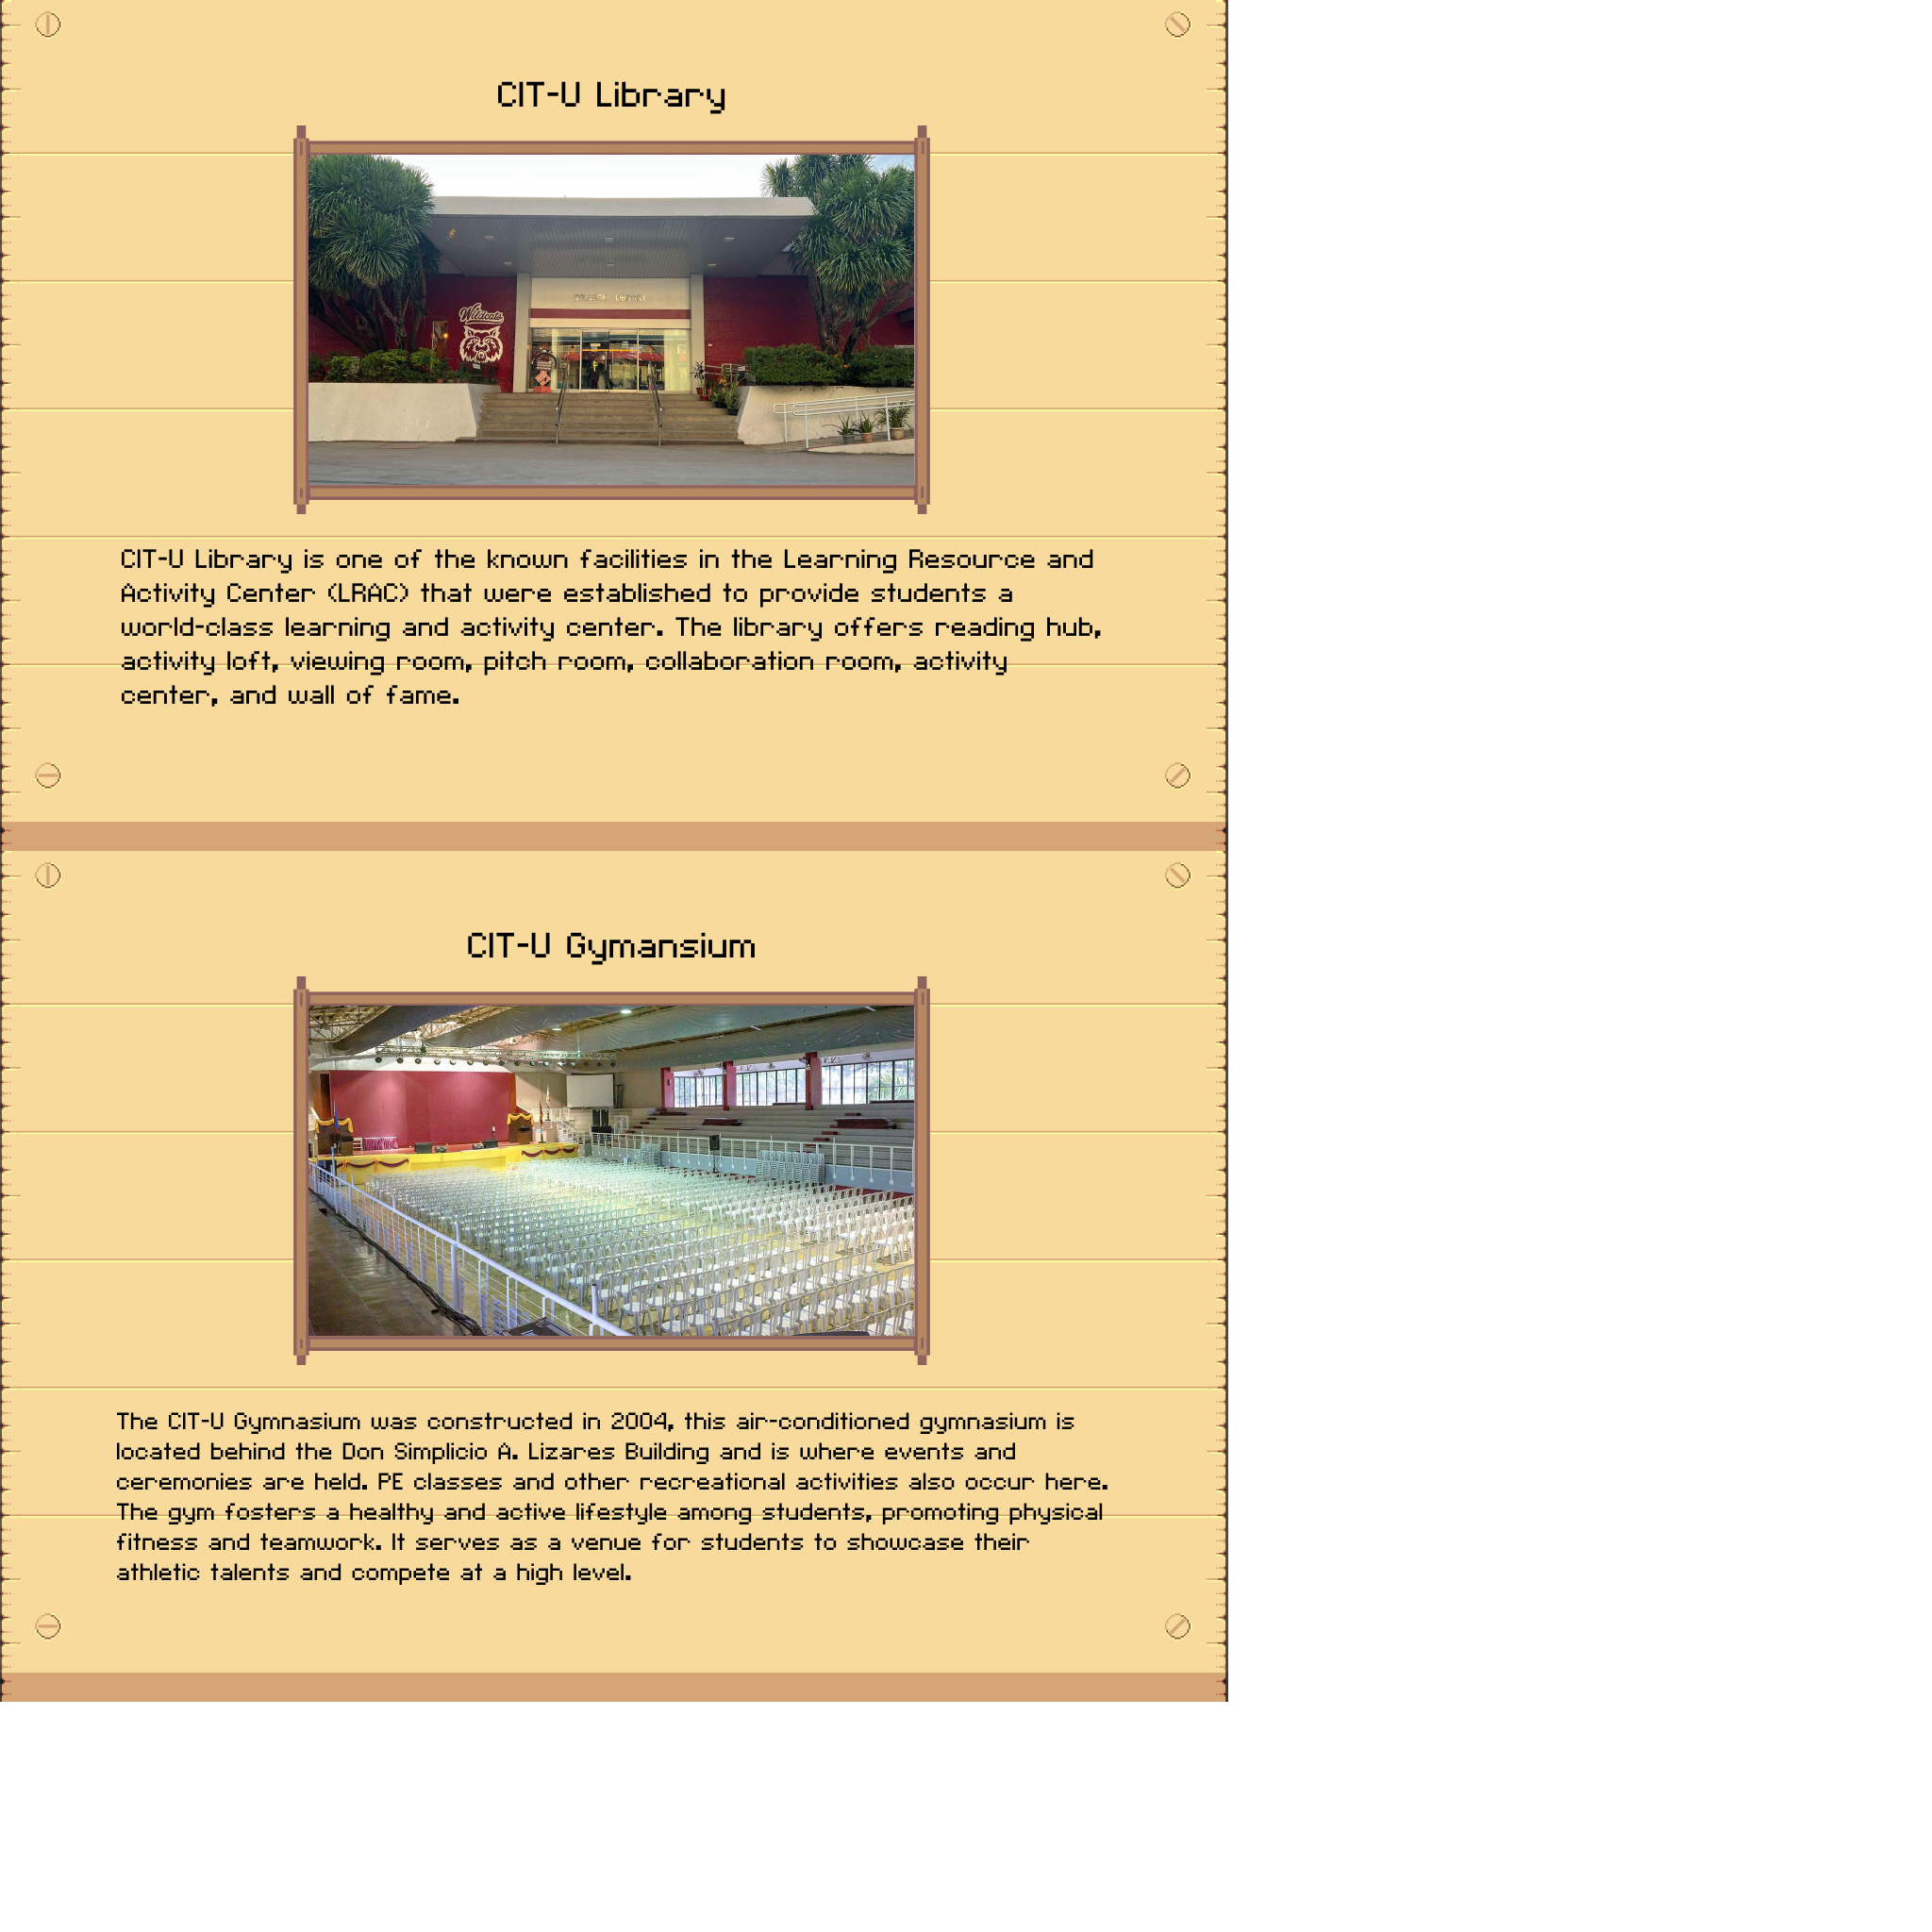 CIT-U Library
Wildcats
COLLEGE LIBRARY
CIT-U Library is one of the known facilities in the Learning Resource and
Activity Center (LRAC) that were established to provide students a
world-class learning and activity center. The library offers reading hub,
activity loft, viewing room, pitch room, collaboration room, activity
center, and wall of fame.
CIT-U Gymansium
The CIT-U Gymnasium was constructed in 2004, this air-conditioned gymnasium is
located behind the Don Simplicio A. Lizares Building and is where events and
ceremonies are held. PE classes and other recreational activities also occur here.
The gym fosters a healthy and active lifestyle among students, promoting physical
fitness and teamwork. It serves as a venue for students to showcase their
athletic talents and compete at a high level.